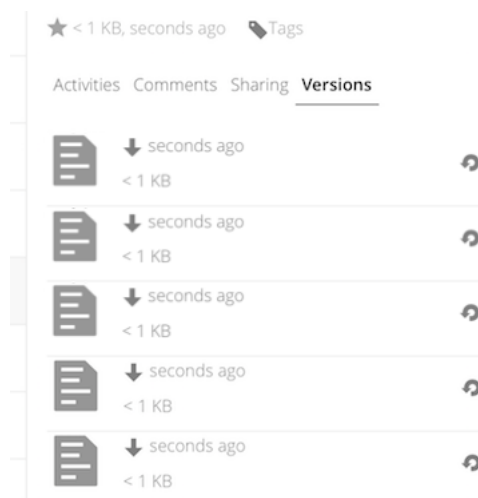 < 1 KB, seconds ago Tags
Activities Comments Sharing Versions
seconds ago
< 1 KB
seconds ago
< 1 KB
seconds ago
< 1 KB
seconds ago
< 1 KB
seconds ago
< 1 KB